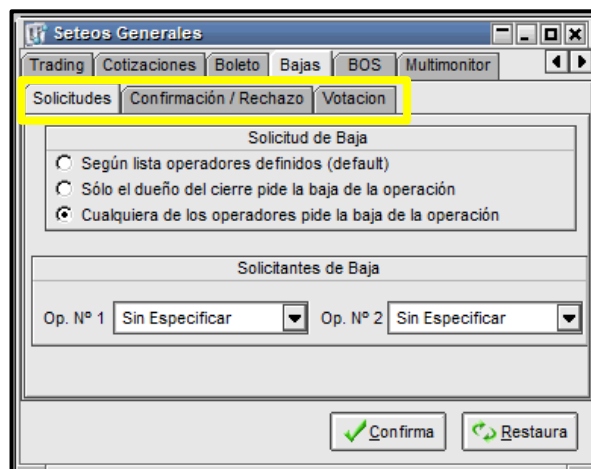 Seteos Generales
Trading Cotizaciones Boleto Bajas BOS Multimonitor
Solicitudes Confirmación / Rechazo Votacion
Solicitud de Baja
Según lista operadores definidos (default)
Sólo el dueño del cierre pide la baja de la operación
Cualquiera de los operadores pide la baja de la operación
Solicitantes de Baja
Op. Nº 1 Sin Especificar Op. Nº 2 Sin Especificar
Confirma Restaura